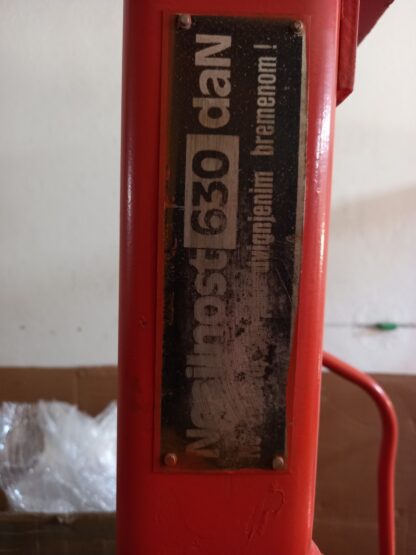 Nosilnost 630 daN
dvignjenim bremenom !